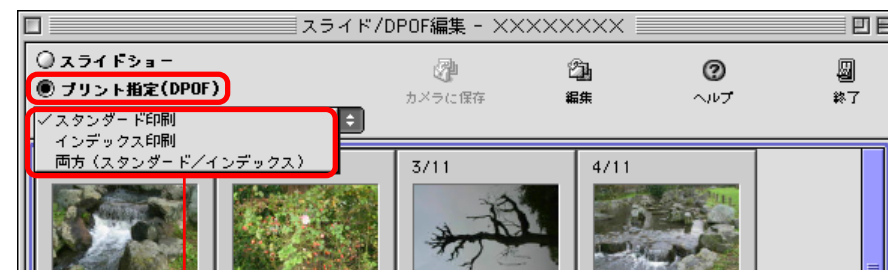 スライド/DPOF編集 - XXXXXXXX
スライドショー
プリント指定(DPOF)
カメラに保存
編集
ヘルプ
終了
✓スタンダード印刷
インデックス印刷
両方(スタンダード/インデックス)
3/11
4/11